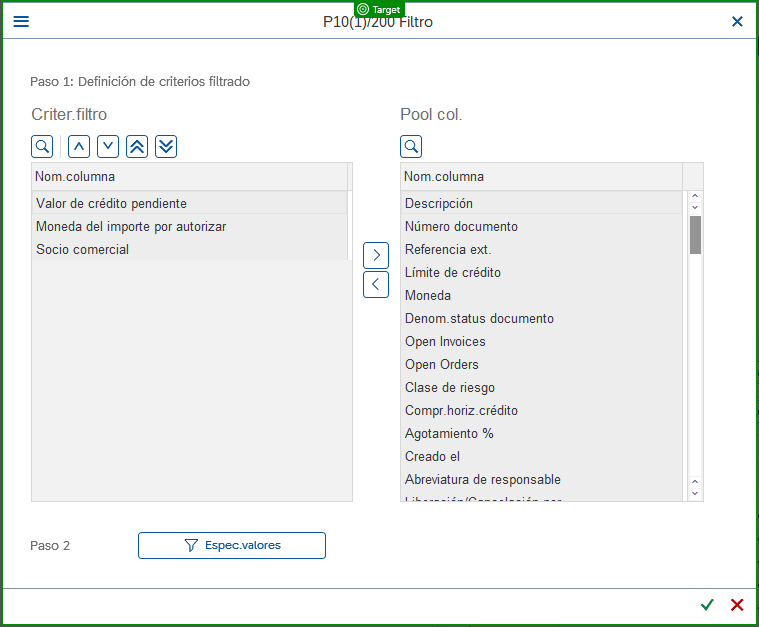 Target
P10(1)/200 Filtro
Paso 1: Definición de criterios filtrado
Criter.filtro
Pool col.
Nom.columna
Valor de crédito pendiente
Moneda del importe por autorizar
Socio comercial
Nom.columna
Descripción
Número documento
Referencia ext.
Límite de crédito
Moneda
Denom.status documento
Open Invoices
Open Orders
Clase de riesgo
Compr.horiz.crédito
Agotamiento %
Creado el
Abreviatura de responsable
Paso 2
Espec.valores